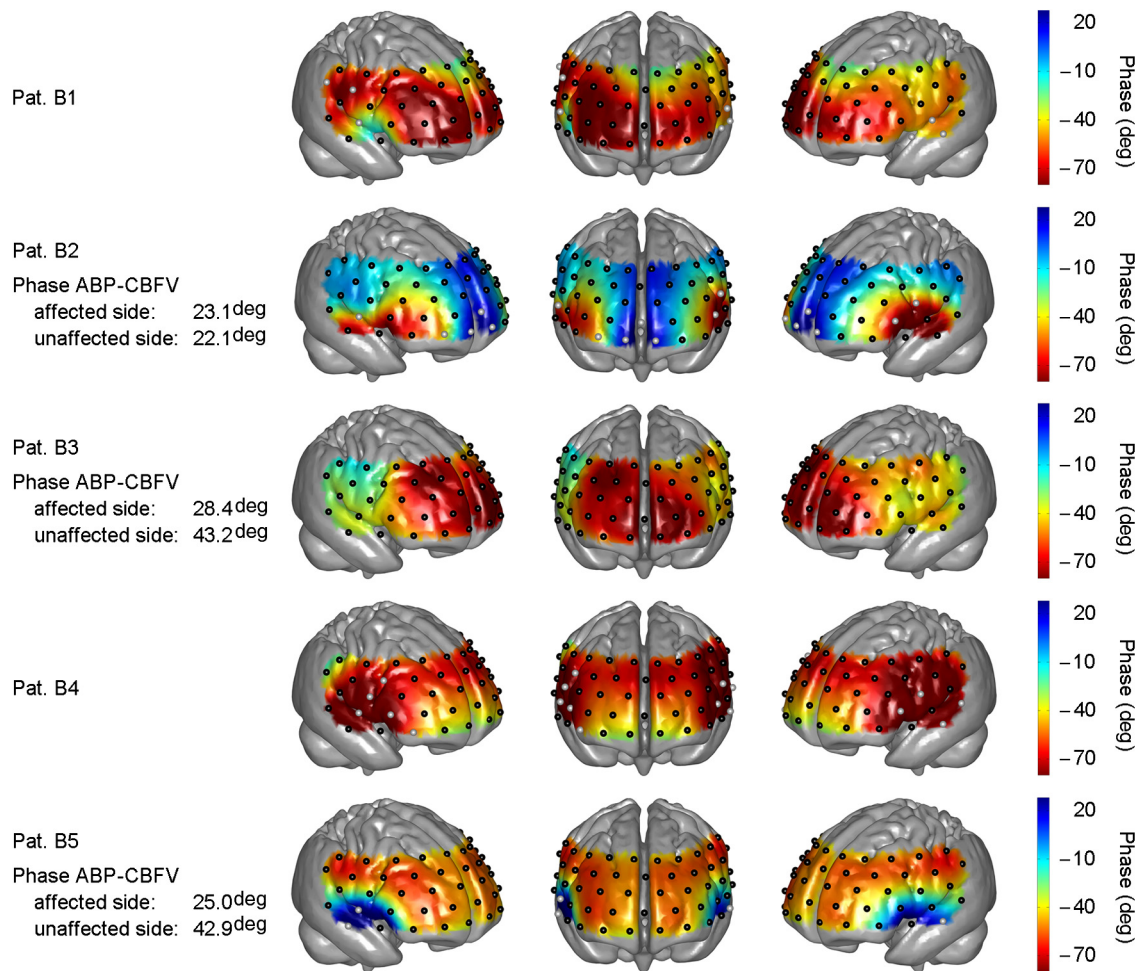 Pat. B1
20
−10
−40
−70
Phase (deg)
Pat. B2
Phase ABP-CBFV
affected side: 23.1deg
unaffected side: 22.1deg
20
−10
−40
−70
Phase (deg)
Pat. B3
Phase ABP-CBFV
affected side: 28.4deg
unaffected side: 43.2deg
20
−10
−40
−70
Phase (deg)
Pat. B4
20
−10
−40
−70
Phase (deg)
Pat. B5
Phase ABP-CBFV
affected side: 25.0deg
unaffected side: 42.9deg
20
−10
−40
−70
Phase (deg)